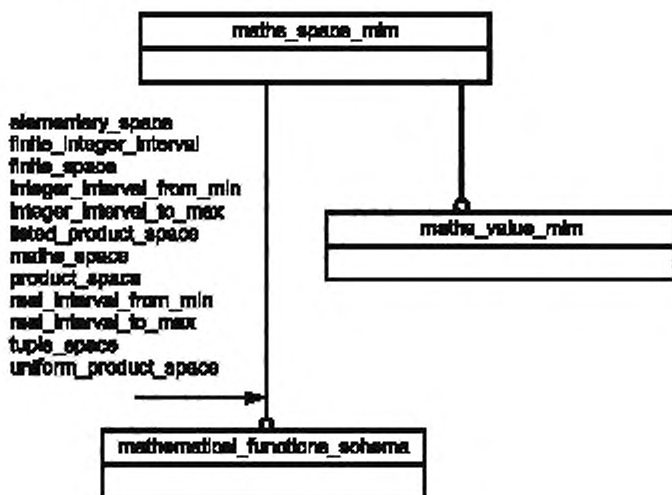 maths_space_mim
elementary_space
finite_integer_interval
finite_space
integer_interval_from_min
integer_interval_to_max
listed_product_space
maths_space
product_space
real_interval_from_min
real_interval_to_max
tuple_space
uniform_product_space
maths_value_mim
mathematical_functions_schema